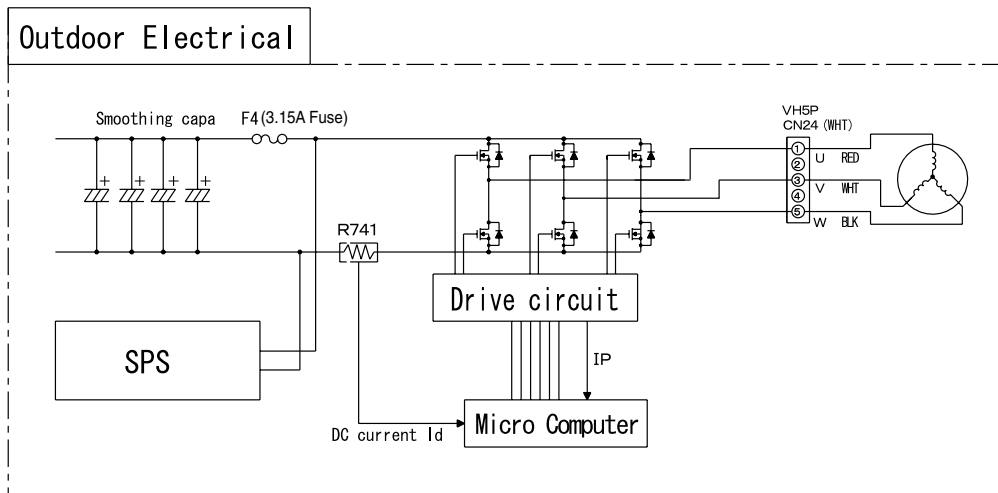 Outdoor Electrical
Smoothing capa
F4(3.15A Fuse)
VH5P
CN24 (WHT)
1
U RED
2
3
V WHT
4
5
W BLK
+ + + +
R741
Drive circuit
SPS
IP
Micro Computer
DC current Id